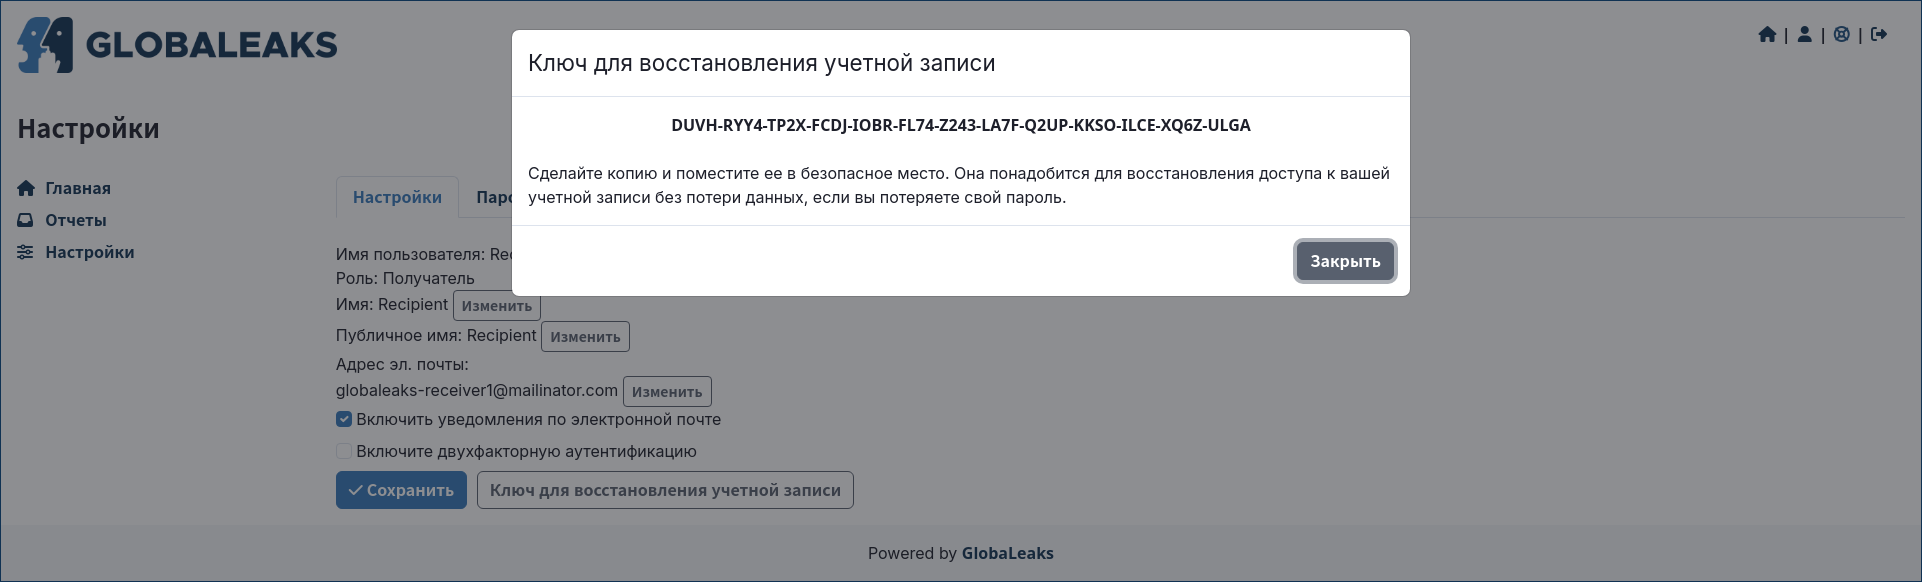 GLOBALEAKS
Ключ для восстановления учетной записи
DUVH-RYY4-TP2X-FCDJ-IOBR-FL74-Z243-LA7F-Q2UP-KKSO-ILCE-XQ6Z-ULGA
Сделайте копию и поместите ее в безопасное место. Она понадобится для восстановления доступа к вашей
учетной записи без потери данных, если вы потеряете свой пароль.
Закрыть
Настройки
Главная
Отчеты
Настройки
Настройки
Имя пользователя:
Роль: Получатель
Имя: Recipient Изменить
Публичное имя: Recipient Изменить
Адрес эл. почты:
globaleaks-receiver1@mailinator.com Изменить
Включить уведомления по электронной почте
Включите двухфакторную аутентификацию
Сохранить Ключ для восстановления учетной записи
Powered by GlobaLeaks